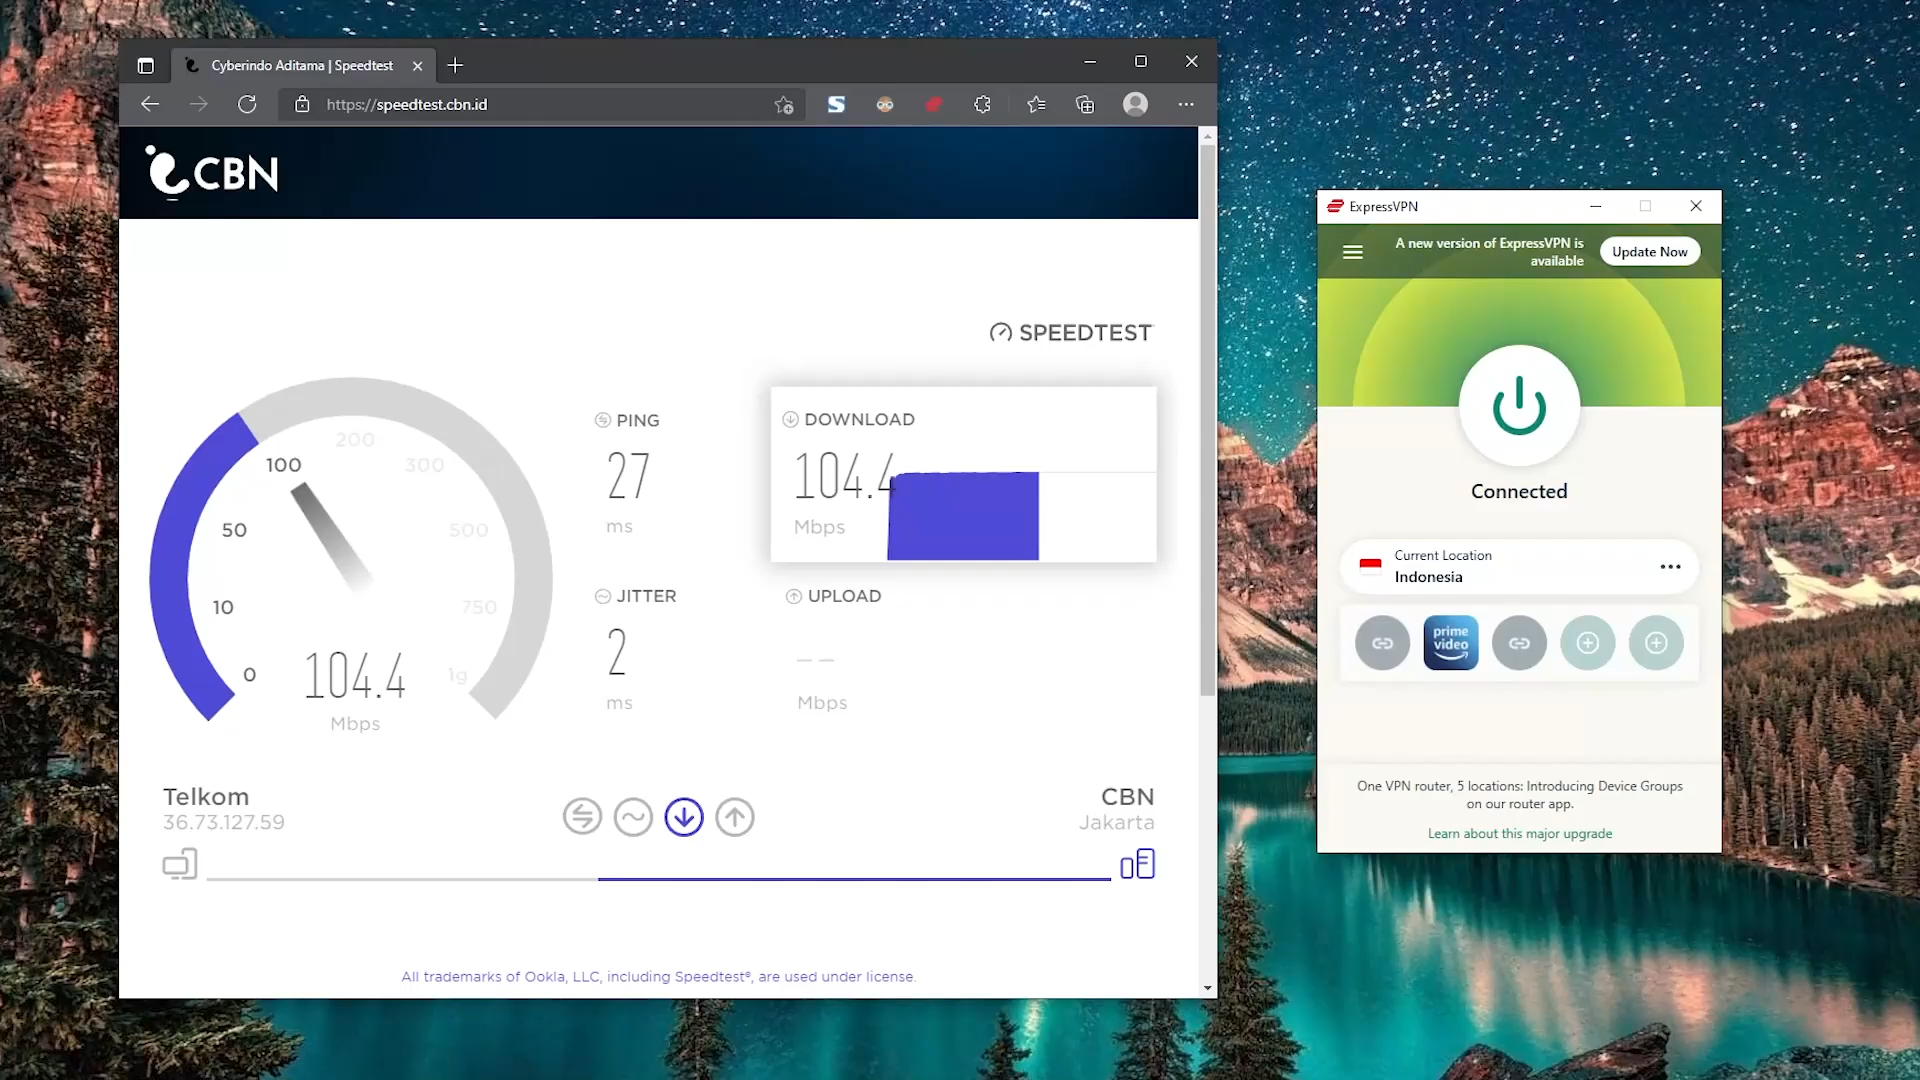 Cyberindo Aditama | Speedtest
https://speedtest.cbn.id
CBN
SPEEDTEST
200
100
300
50
500
10
750
0
1g
104.4
Mbps
PING
27
ms
DOWNLOAD
104.4
Mbps
JITTER
2
ms
UPLOAD
Mbps
Telkom
36.73.127.59
CBN
Jakarta
All trademarks of Ookla, LLC, including Speedtest®, are used under license.
ExpressVPN
A new version of ExpressVPN is
available
Update Now
Connected
Current Location
Indonesia
prime
video
One VPN router, 5 locations: Introducing Device Groups
on our router app.
Learn about this major upgrade